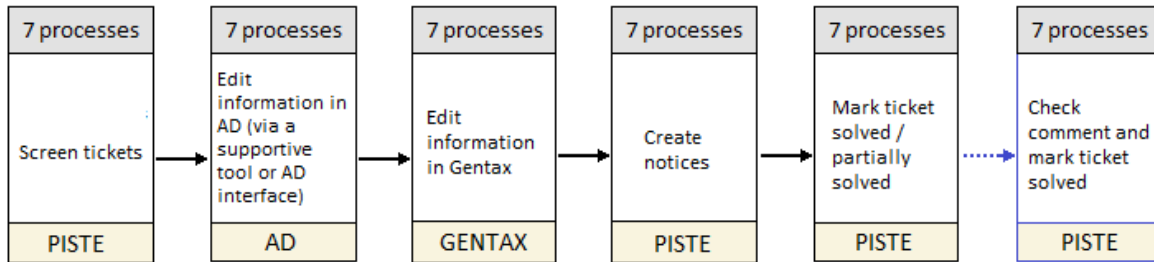 7 processes
Screen tickets
PISTE
7 processes
Edit
information in
AD (via a
supportive
tool or AD
interface)
AD
7 processes
Edit
information
in Gentax
GENTAX
7 processes
Create
notices
PISTE
7 processes
Mark ticket
solved /
partially
solved
PISTE
7 processes
Check
comment and
mark ticket
solved
PISTE